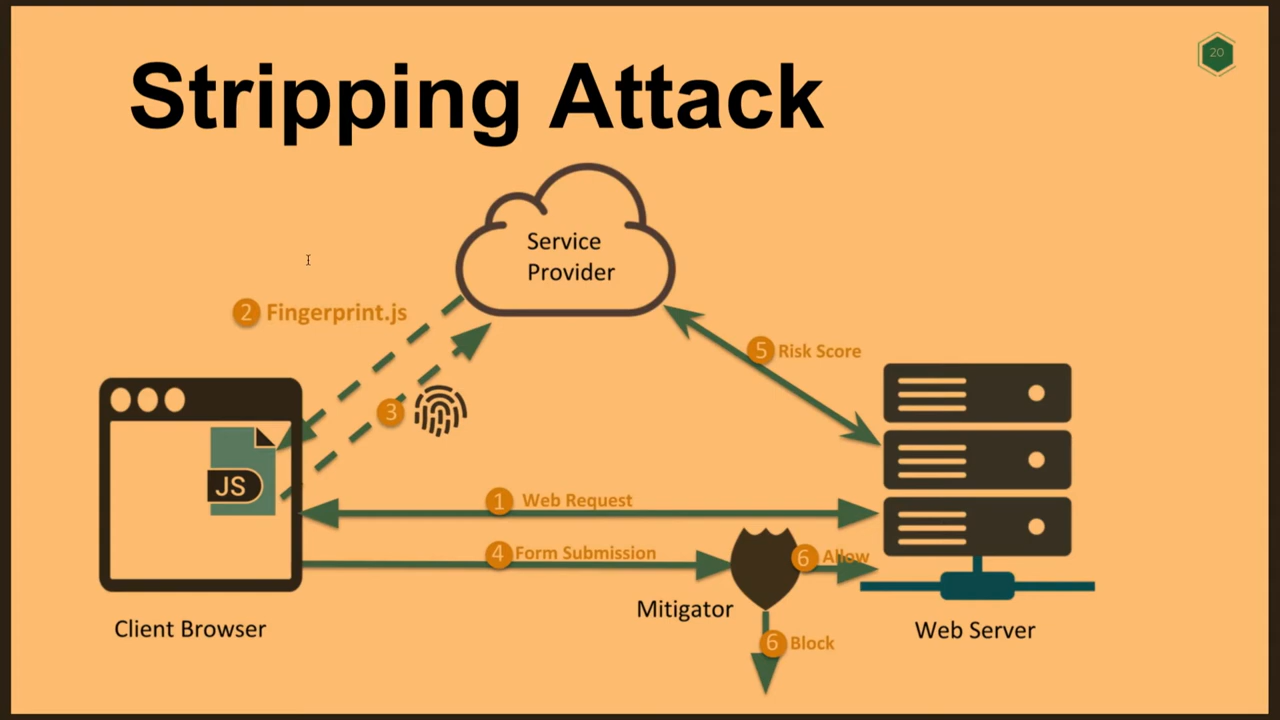 20
Stripping Attack
Service
Provider
2 Fingerprint.js
5 Risk Score
3
JS
1 Web Request
4 Form Submission
6 Allow
Mitigator
Client Browser
Web Server
6 Block